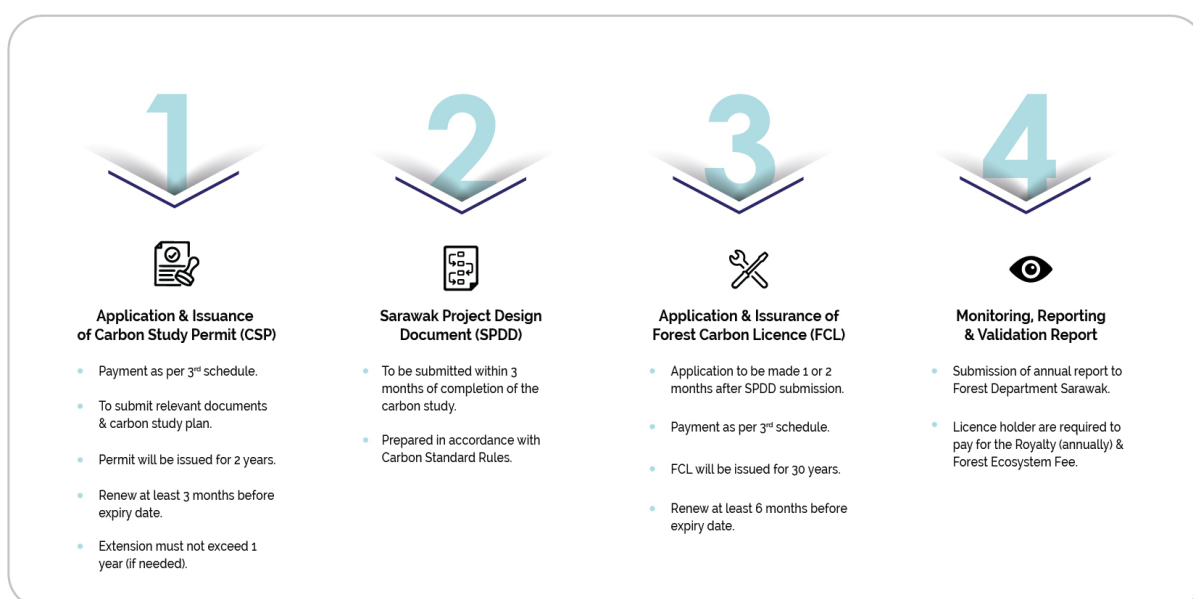 1
Application & Issuance
of Carbon Study Permit (CSP)
Payment as per 3rd schedule.
To submit relevant documents
& carbon study plan.
Permit will be issued for 2 years.
Renew at least 3 months before
expiry date.
Extension must not exceed 1
year (if needed).
2
Sarawak Project Design
Document (SPDD)
To be submitted within 3
months of completion of the
carbon study.
Prepared in accordance with
Carbon Standard Rules.
3
Application & Issurance of
Forest Carbon Licence (FCL)
Application to be made 1 or 2
months after SPDD submission.
Payment as per 3rd schedule.
FCL will be issued for 30 years.
Renew at least 6 months before
expiry date.
4
Monitoring, Reporting
& Validation Report
Submission of annual report to
Forest Department Sarawak.
Licence holder are required to
pay for the Royalty (annually) &
Forest Ecosystem Fee.